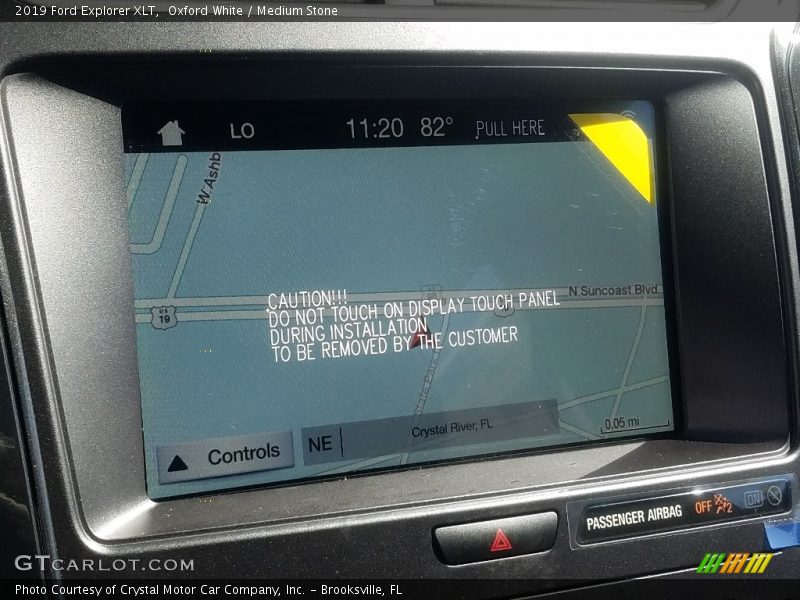 2019 Ford Explorer XLT,  Oxford White / Medium Stone
LO 11:20 82° PULL HERE
W Ashb
N Suncoast Blvd
US 19
CAUTION!!!
DO NOT TOUCH ON DISPLAY TOUCH PANEL
DURING INSTALLATION
TO BE REMOVED BY THE CUSTOMER
0.05 mi
Controls NE Crystal River, FL
PASSENGER AIRBAG OFF 2 ON
GTCARLOT.COM
Photo Courtesy of Crystal Motor Car Company, Inc. – Brooksville, FL